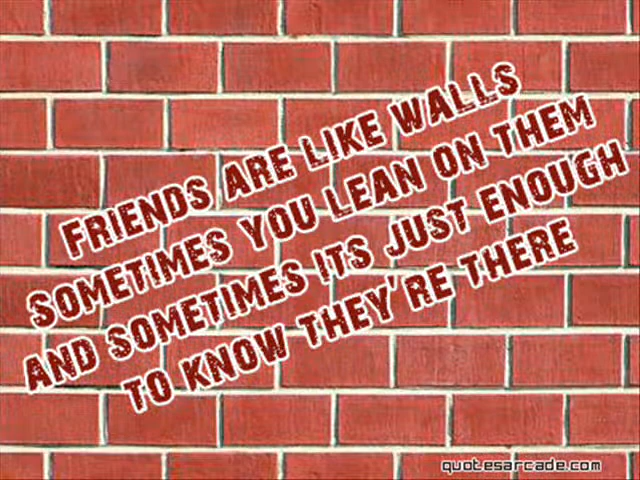 FRIENDS ARE LIKE WALLS
SOMETIMES YOU LEAN ON THEM
AND SOMETIMES ITS JUST ENOUGH
TO KNOW THEY'RE THERE
quotesarcade.com